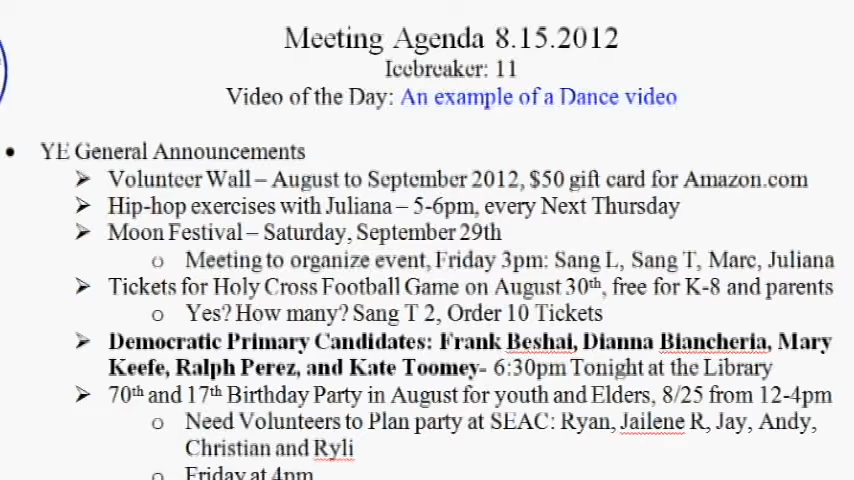 Meeting Agenda 8.15.2012
Icebreaker: 11
Video of the Day: An example of a Dance video
• YE General Announcements
➢ Volunteer Wall – August to September 2012, $50 gift card for Amazon.com
➢ Hip-hop exercises with Juliana – 5-6pm, every Next Thursday
➢ Moon Festival – Saturday, September 29th
o Meeting to organize event, Friday 3pm: Sang L, Sang T, Marc, Juliana
➢ Tickets for Holy Cross Football Game on August 30th, free for K-8 and parents
o Yes? How many? Sang T 2, Order 10 Tickets
➢ Democratic Primary Candidates: Frank Beshai, Dianna Biancheria, Mary
Keefe, Ralph Perez, and Kate Toomey- 6:30pm Tonight at the Library
➢ 70th and 17th Birthday Party in August for youth and Elders, 8/25 from 12-4pm
o Need Volunteers to Plan party at SEAC: Ryan, Jailene R, Jay, Andy,
Christian and Ryli
o Friday at 4pm